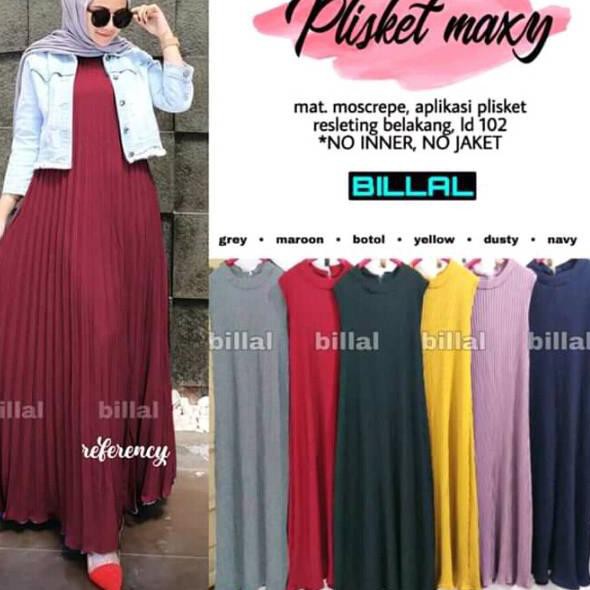 Plisket maxy
mat. moscrepe, aplikasi plisket
resleting belakang, ld 102
*NO INNER, NO JAKET
BILLAL
grey • maroon • botol • yellow • dusty • navy
billal billal billal billal
illal billal
referency